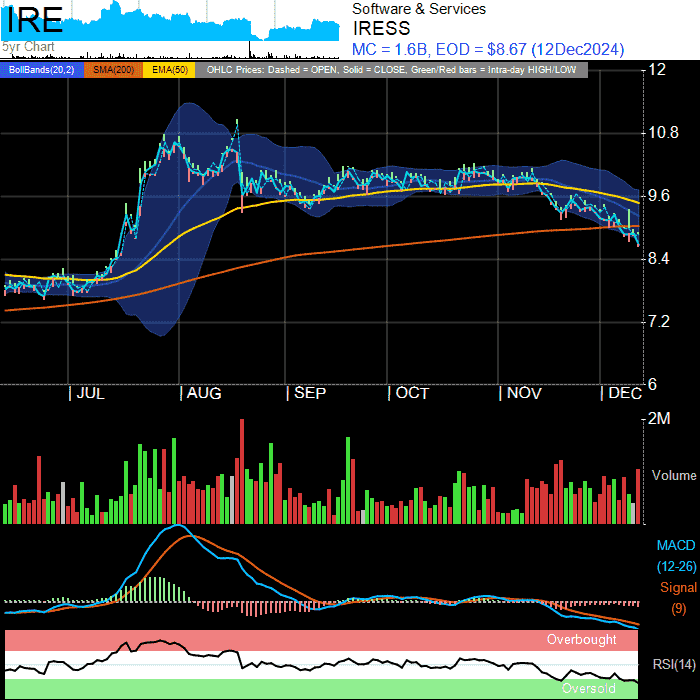 IRE
5yr Chart
Software & Services
IRESS
MC = 1.6B, EOD = $8.67 (12Dec2024)
BollBands(20,2) SMA(200) EMA(50) OHLC Prices: Dashed = OPEN, Solid = CLOSE, Green/Red bars = Intra-day HIGH/LOW
12
10.8
9.6
8.4
7.2
6
JUL AUG SEP OCT NOV DEC
2M
Volume
MACD
(12-26)
Signal
(9)
Overbought
RSI(14)
Oversold